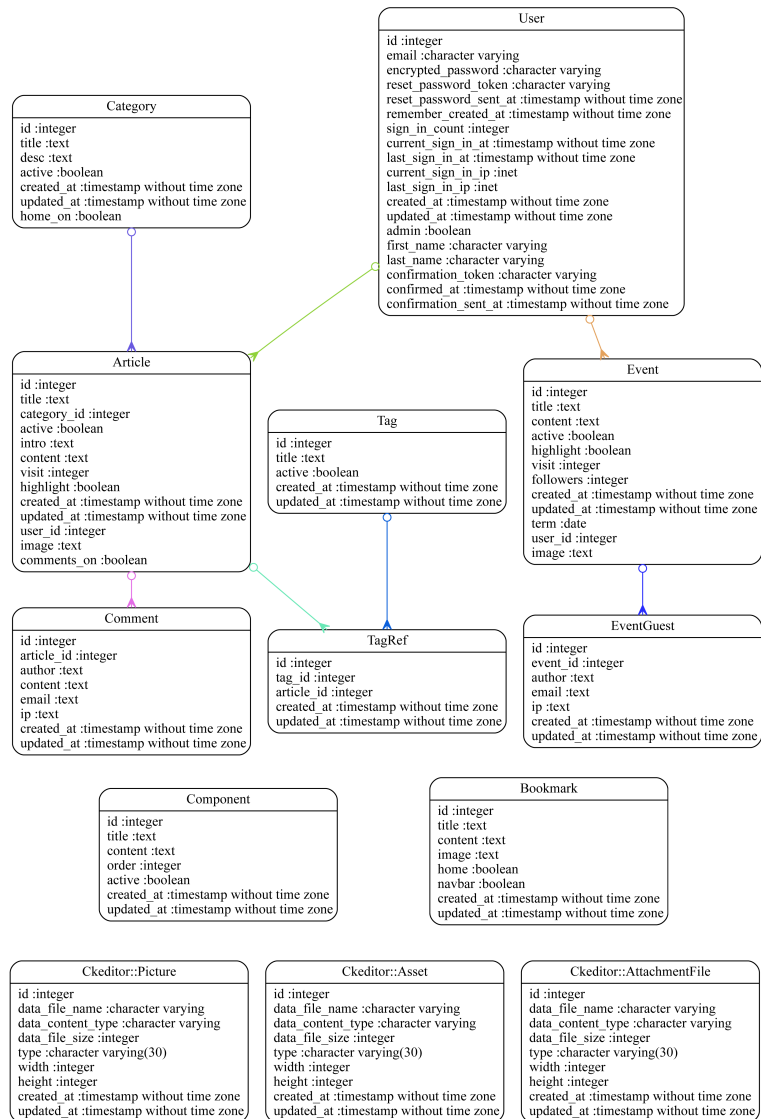 User
id :integer
email :character varying
encrypted_password :character varying
reset_password_token :character varying
reset_password_sent_at :timestamp without time zone
remember_created_at :timestamp without time zone
sign_in_count :integer
current_sign_in_at :timestamp without time zone
last_sign_in_at :timestamp without time zone
current_sign_in_ip :inet
last_sign_in_ip :inet
created_at :timestamp without time zone
updated_at :timestamp without time zone
admin :boolean
first_name :character varying
last_name :character varying
confirmation_token :character varying
confirmed_at :timestamp without time zone
confirmation_sent_at :timestamp without time zone
Category
id :integer
title :text
desc :text
active :boolean
created_at :timestamp without time zone
updated_at :timestamp without time zone
home_on :boolean
Article
id :integer
title :text
category_id :integer
active :boolean
intro :text
content :text
visit :integer
highlight :boolean
created_at :timestamp without time zone
updated_at :timestamp without time zone
user_id :integer
image :text
comments_on :boolean
Tag
id :integer
title :text
active :boolean
created_at :timestamp without time zone
updated_at :timestamp without time zone
Event
id :integer
title :text
content :text
active :boolean
highlight :boolean
visit :integer
followers :integer
created_at :timestamp without time zone
updated_at :timestamp without time zone
term :date
user_id :integer
image :text
Comment
id :integer
article_id :integer
author :text
content :text
email :text
ip :text
created_at :timestamp without time zone
updated_at :timestamp without time zone
TagRef
id :integer
tag_id :integer
article_id :integer
created_at :timestamp without time zone
updated_at :timestamp without time zone
EventGuest
id :integer
event_id :integer
author :text
email :text
ip :text
created_at :timestamp without time zone
updated_at :timestamp without time zone
Component
id :integer
title :text
content :text
order :integer
active :boolean
created_at :timestamp without time zone
updated_at :timestamp without time zone
Bookmark
id :integer
title :text
content :text
image :text
home :boolean
navbar :boolean
created_at :timestamp without time zone
updated_at :timestamp without time zone
Ckeditor::Picture
id :integer
data_file_name :character varying
data_content_type :character varying
data_file_size :integer
type :character varying(30)
width :integer
height :integer
created_at :timestamp without time zone
updated_at :timestamp without time zone
Ckeditor::Asset
id :integer
data_file_name :character varying
data_content_type :character varying
data_file_size :integer
type :character varying(30)
width :integer
height :integer
created_at :timestamp without time zone
updated_at :timestamp without time zone
Ckeditor::AttachmentFile
id :integer
data_file_name :character varying
data_content_type :character varying
data_file_size :integer
type :character varying(30)
width :integer
height :integer
created_at :timestamp without time zone
updated_at :timestamp without time zone